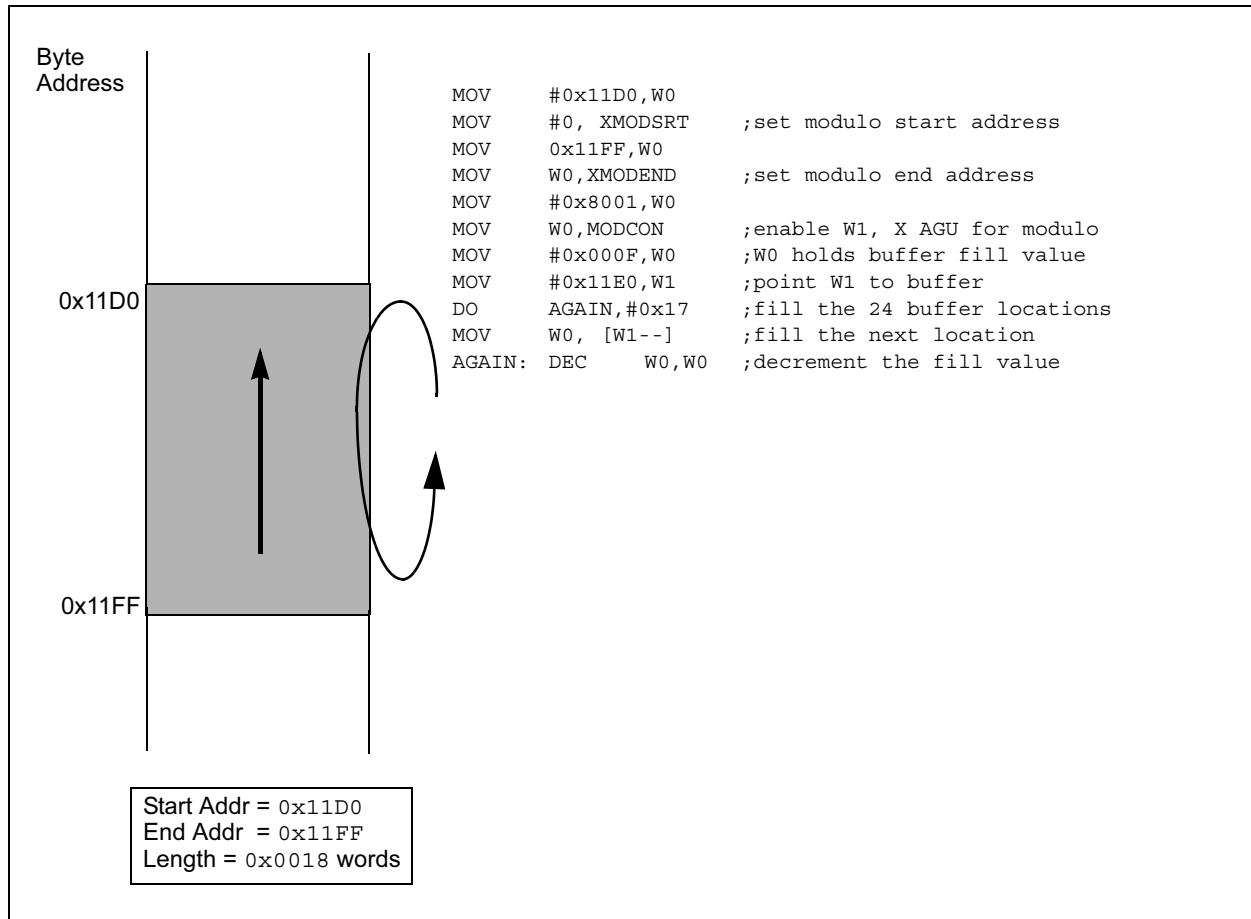 Byte
Address
MOV #0x11D0,W0
MOV #0, XMODSRT ;set modulo start address
MOV 0x11FF,W0
MOV W0,XMODEND ;set modulo end address
MOV #0x8001,W0
MOV W0,MODCON ;enable W1, X AGU for modulo
MOV #0x000F,W0 ;W0 holds buffer fill value
MOV #0x11E0,W1 ;point W1 to buffer
DO AGAIN,#0x17 ;fill the 24 buffer locations
MOV W0, [W1--] ;fill the next location
AGAIN: DEC W0,W0 ;decrement the fill value
0x11D0
0x11FF
Start Addr = 0x11D0
End Addr = 0x11FF
Length = 0x0018 words